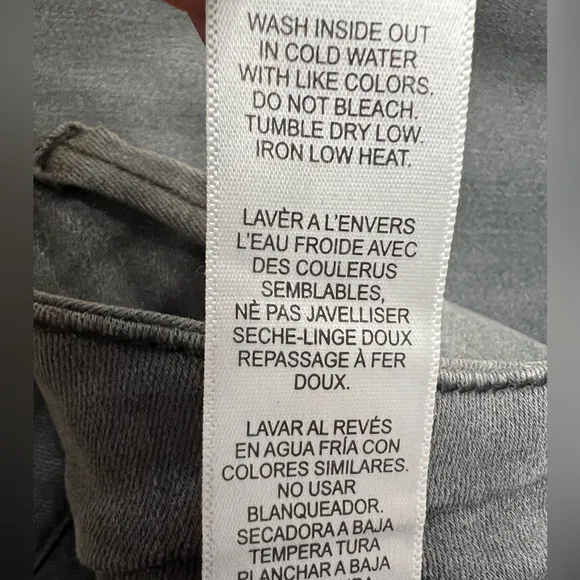 WASH INSIDE OUT
IN COLD WATER
WITH LIKE COLORS.
DO NOT BLEACH.
TUMBLE DRY LOW.
IRON LOW HEAT.
LAVÈR A L'ENVERS
L'EAU FROIDE AVEC
DES COULERUS
SEMBLABLES,
NÈ PAS JAVELLISER
SECHE-LINGE DOUX
REPASSAGE À FER
DOUX.
LAVAR AL REVÉS
EN AGUA FRÍA CON
COLORES SIMILARES.
NO USAR
BLANQUEADOR.
SECADORA A BAJA
TEMPERA TURA
PLANCHAR A BAJA